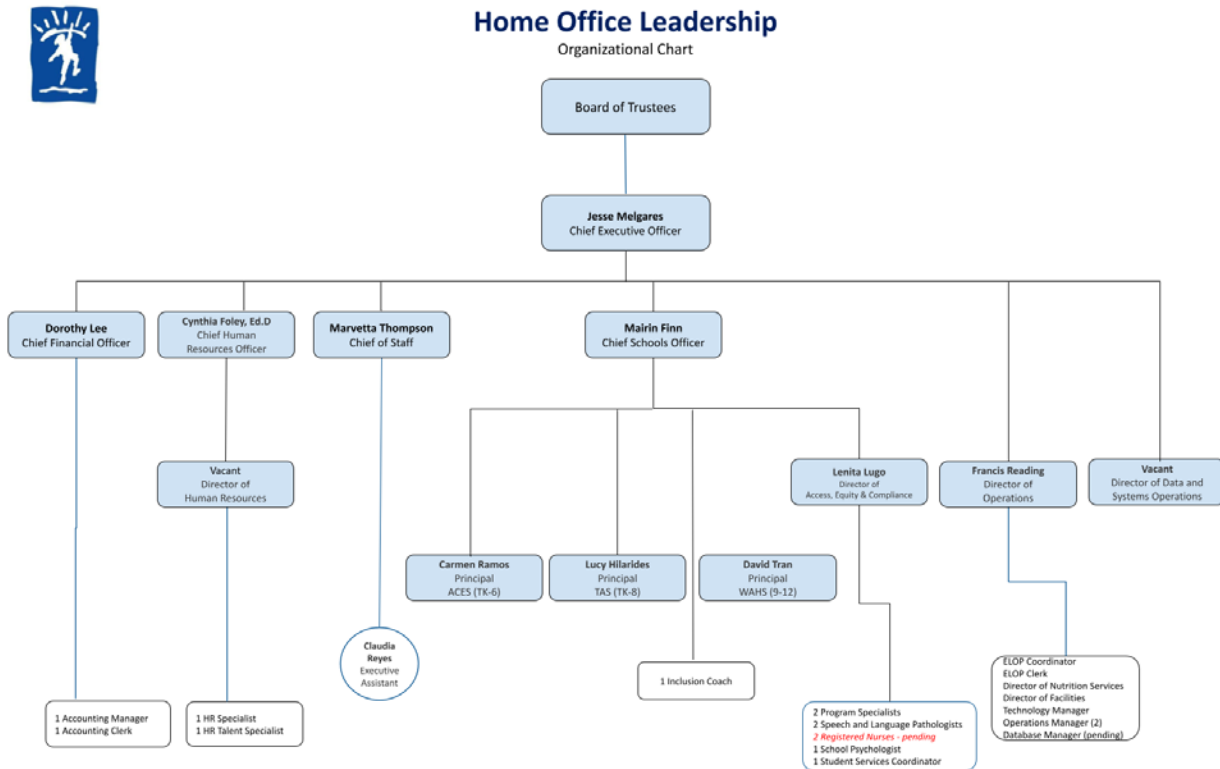 Home Office Leadership
Organizational Chart
Board of Trustees
Jesse Melgares
Chief Executive Officer
Dorothy Lee
Chief Financial Officer
Cynthia Foley, Ed.D
Chief Human
Resources Officer
Marvetta Thompson
Chief of Staff
Mairin Finn
Chief Schools Officer
Vacant
Director of
Human Resources
Lenita Lugo
Director of
Access, Equity & Compliance
Francis Reading
Director of
Operations
Vacant
Director of Data and
Systems Operations
Carmen Ramos
Principal
ACES (TK-6)
Lucy Hilarides
Principal
TAS (TK-8)
David Tran
Principal
WAHS (9-12)
Claudia
Reyes
Executive
Assistant
1 Inclusion Coach
1 Accounting Manager
1 Accounting Clerk
1 HR Specialist
1 HR Talent Specialist
2 Program Specialists
2 Speech and Language Pathologists
2 Registered Nurses - pending
1 School Psychologist
1 Student Services Coordinator
ELOP Coordinator
ELOP Clerk
Director of Nutrition Services
Director of Facilities
Technology Manager
Operations Manager (2)
Database Manager (pending)